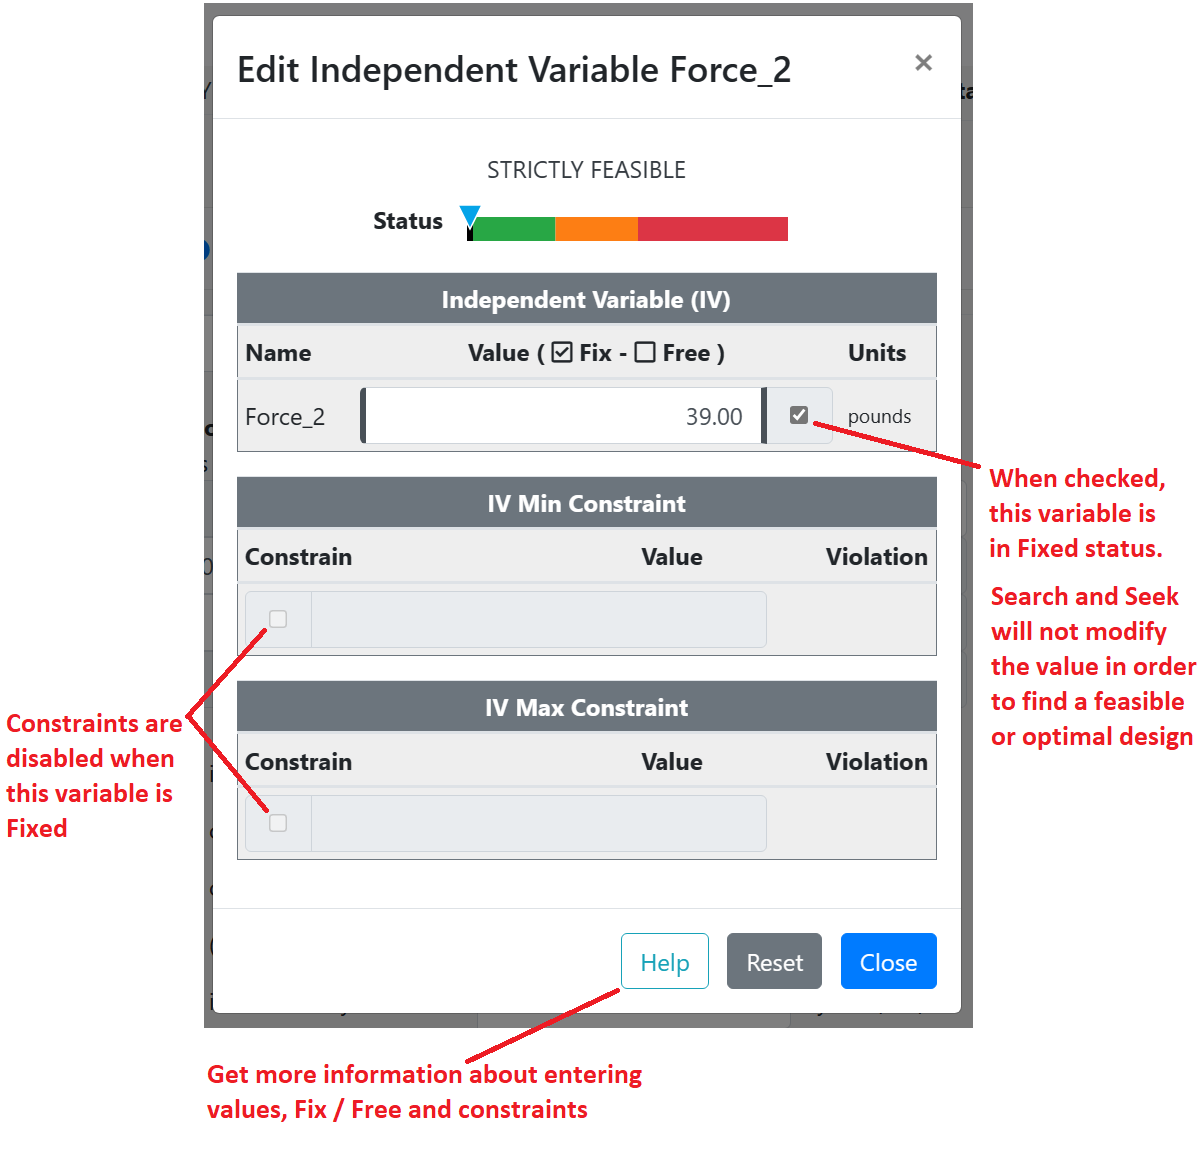 Edit Independent Variable Force_2
×
STRICTLY FEASIBLE
Status
Independent Variable (IV)
Name Value ( ☑ Fix - ☐ Free ) Units
Force_2 39.00 pounds
When checked,
this variable is
in Fixed status.
IV Min Constraint
Constrain Value Violation
Search and Seek
will not modify
the value in order
to find a feasible
or optimal design
IV Max Constraint
Constrain Value Violation
Constraints are
disabled when
this variable is
Fixed
Help Reset Close
Get more information about entering
values, Fix / Free and constraints